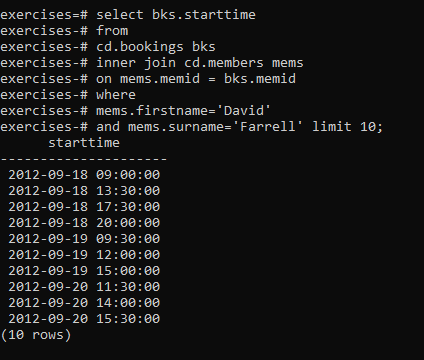 exercises=# select bks.starttime
exercises-# from
exercises-# cd.bookings bks
exercises-# inner join cd.members mems
exercises-# on mems.memid = bks.memid
exercises-# where
exercises-# mems.firstname='David'
exercises-# and mems.surname='Farrell' limit 10;
      starttime
---------------------
 2012-09-18 09:00:00
 2012-09-18 13:30:00
 2012-09-18 17:30:00
 2012-09-18 20:00:00
 2012-09-19 09:30:00
 2012-09-19 12:00:00
 2012-09-19 15:00:00
 2012-09-20 11:30:00
 2012-09-20 14:00:00
 2012-09-20 15:30:00
(10 rows)